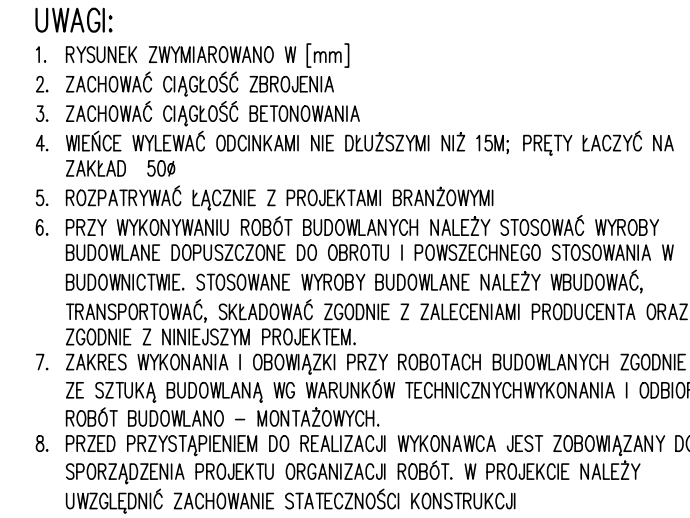 UWAGI:
1. RYSUNEK ZWYMIAROWANO W [mm]
2. ZACHOWAĆ CIĄGŁOŚĆ ZBROJENIA
3. ZACHOWAĆ CIĄGŁOŚĆ BETONOWANIA
4. WIEŃCE WYLEWAĆ ODCINKAMI NIE DŁUŻSZYMI NIŻ 15M; PRĘTY ŁACZYĆ NA
ZAKŁAD 50ø
5. ROZPATRYWAĆ ŁĄCZNIE Z PROJEKTAMI BRANŻOWYMI
6. PRZY WYKONYWANIU ROBÓT BUDOWLANYCH NALEŻY STOSOWAĆ WYROBY
BUDOWLANE DOPUSZCZONE DO OBROTU I POWSZECHNEGO STOSOWANIA W
BUDOWNICTWIE. STOSOWANE WYROBY BUDOWLANE NALEŻY WBUDOWAĆ,
TRANSPORTOWAĆ, SKŁADOWAĆ ZGODNIE Z ZALECENIAMI PRODUCENTA ORAZ
ZGODNIE Z NINIEJSZYM PROJEKTEM.
7. ZAKRES WYKONANIA I OBOWIĄZKI PRZY ROBOTACH BUDOWLANYCH ZGODNIE
ZE SZTUKĄ BUDOWLANĄ WG WARUNKÓW TECHNICZNYCHWYKONANIA I ODBIOR
ROBÓT BUDOWLANO – MONTAŻOWYCH.
8. PRZED PRZYSTĄPIENIEM DO REALIZACJI WYKONAWCA JEST ZOBOWIĄZANY DO
SPORZĄDZENIA PROJEKTU ORGANIZACJI ROBÓT. W PROJEKCIE NALEŻY
UWZGLĘDNIĆ ZACHOWANIE STATECZNOŚCI KONSTRUKCJI